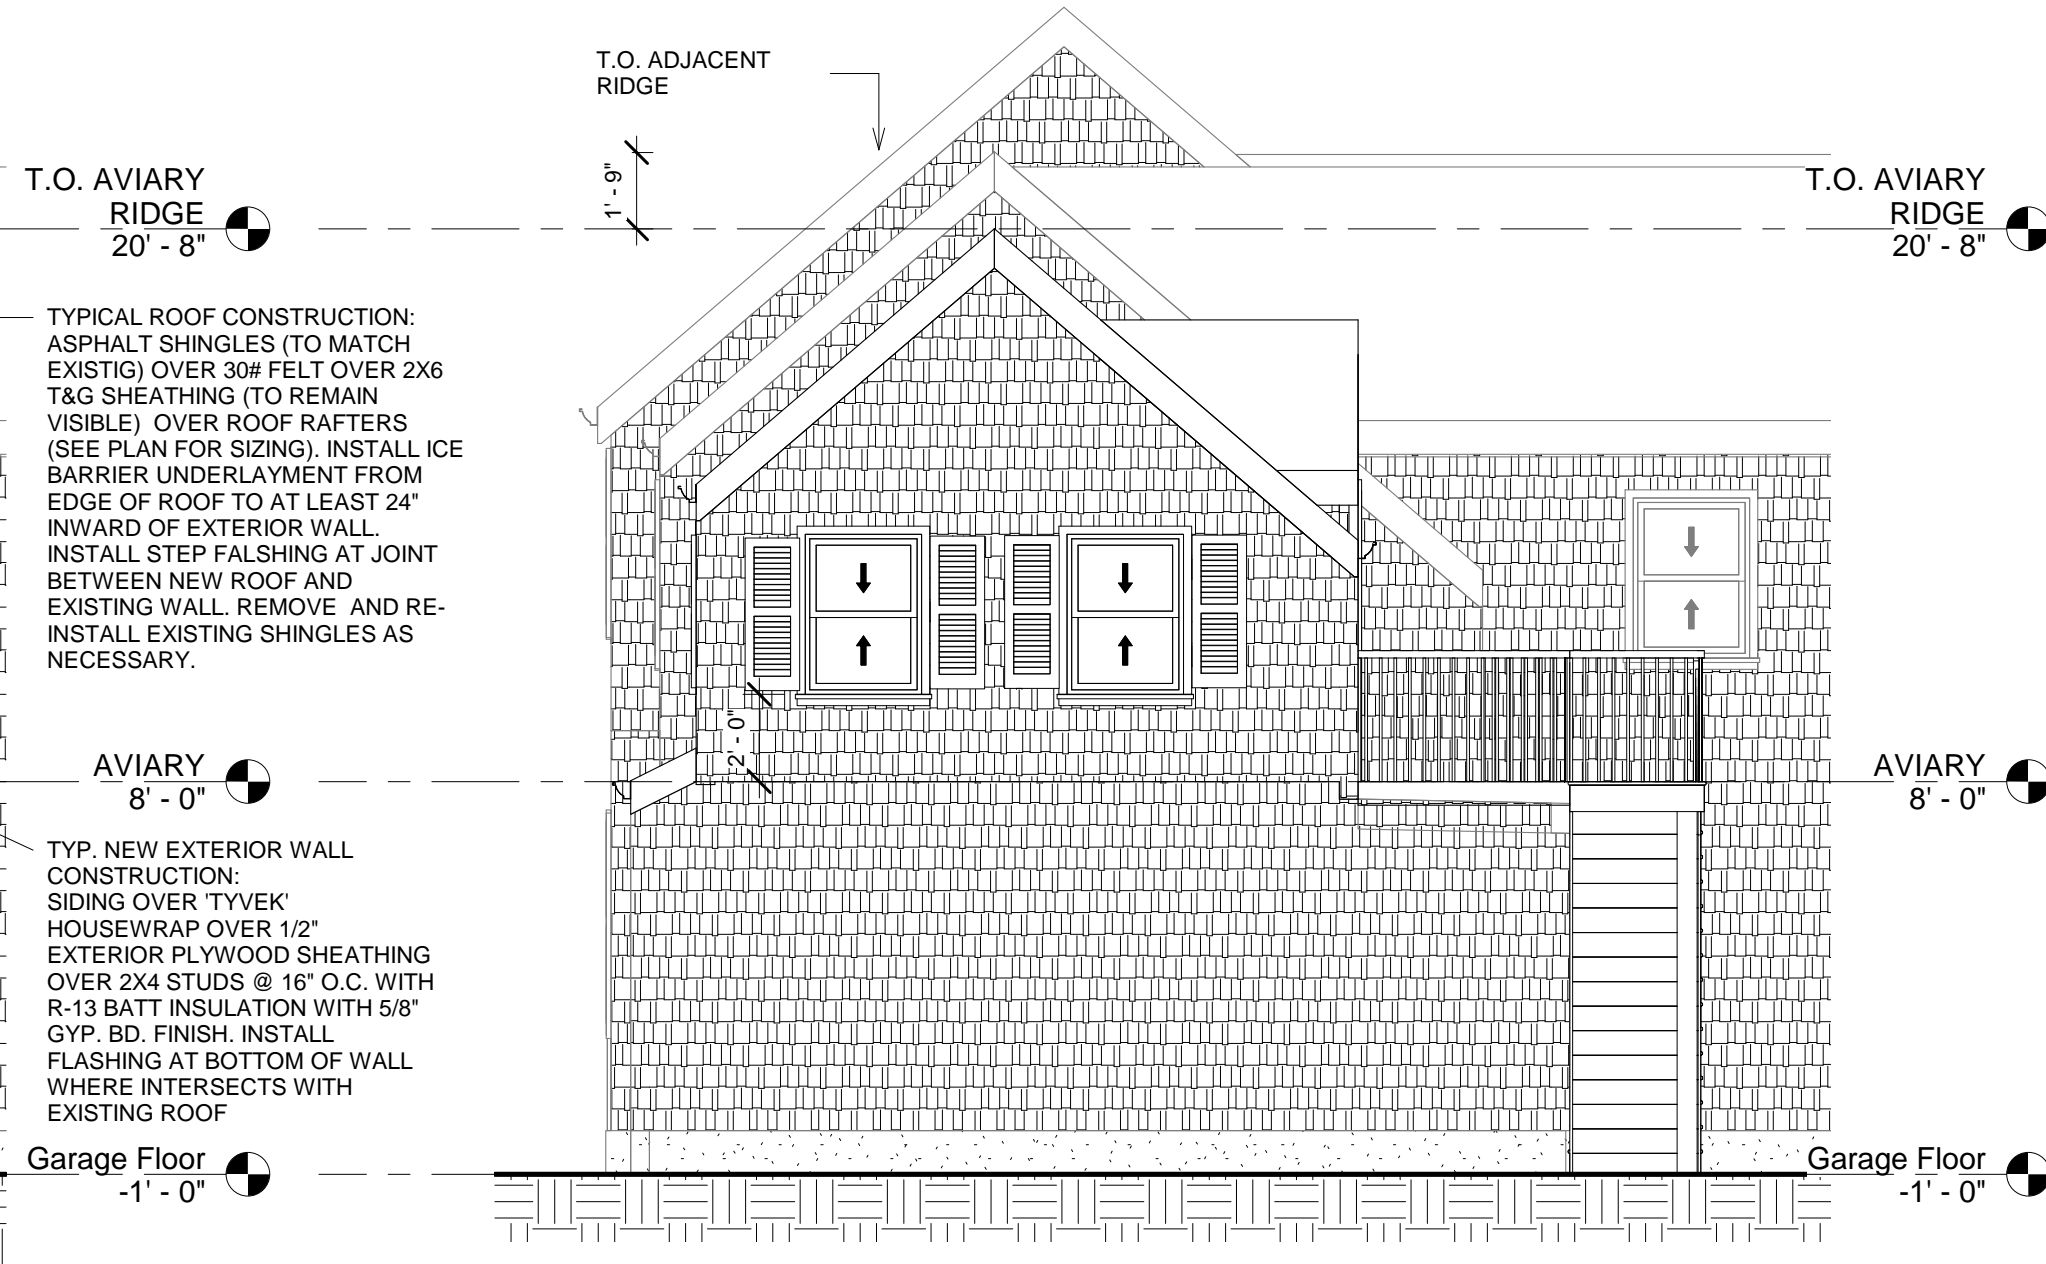 T.O. ADJACENT
RIDGE
1' - 9"
T.O. AVIARY
RIDGE
20' - 8"
T.O. AVIARY
RIDGE
20' - 8"
TYPICAL ROOF CONSTRUCTION:
ASPHALT SHINGLES (TO MATCH
EXISTIG) OVER 30# FELT OVER 2X6
T&G SHEATHING (TO REMAIN
VISIBLE) OVER ROOF RAFTERS
(SEE PLAN FOR SIZING). INSTALL ICE
BARRIER UNDERLAYMENT FROM
EDGE OF ROOF TO AT LEAST 24"
INWARD OF EXTERIOR WALL.
INSTALL STEP FALSHING AT JOINT
BETWEEN NEW ROOF AND
EXISTING WALL. REMOVE AND RE-
INSTALL EXISTING SHINGLES AS
NECESSARY.
2' - 0"
AVIARY
8' - 0"
AVIARY
8' - 0"
TYP. NEW EXTERIOR WALL
CONSTRUCTION:
SIDING OVER 'TYVEK'
HOUSEWRAP OVER 1/2"
EXTERIOR PLYWOOD SHEATHING
OVER 2X4 STUDS @ 16" O.C. WITH
R-13 BATT INSULATION WITH 5/8"
GYP. BD. FINISH. INSTALL
FLASHING AT BOTTOM OF WALL
WHERE INTERSECTS WITH
EXISTING ROOF
Garage Floor
-1' - 0"
Garage Floor
-1' - 0"